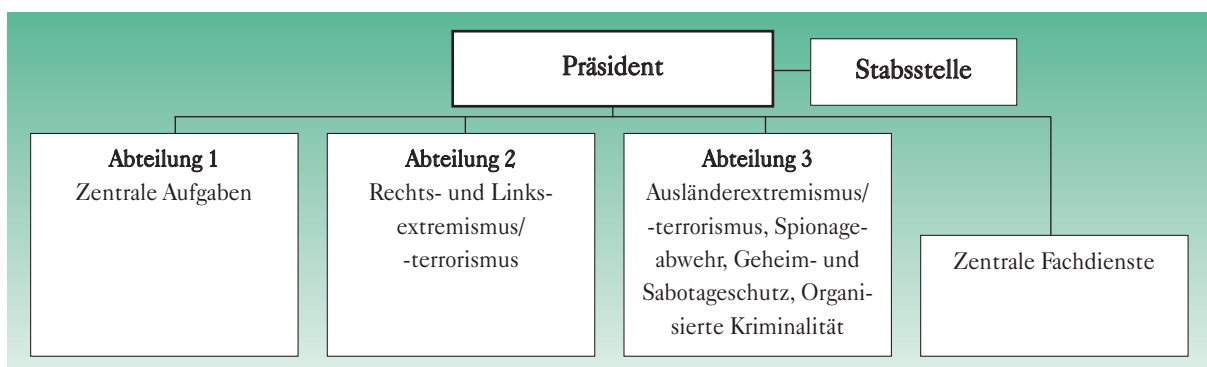 Präsident
Stabsstelle
Abteilung 1
Zentrale Aufgaben
Abteilung 2
Rechts- und Links-
extremismus/
-terrorismus
Abteilung 3
Ausländerextremismus/
-terrorismus, Spionage-
abwehr, Geheim- und
Sabotageschutz, Organi-
sierte Kriminalität
Zentrale Fachdienste